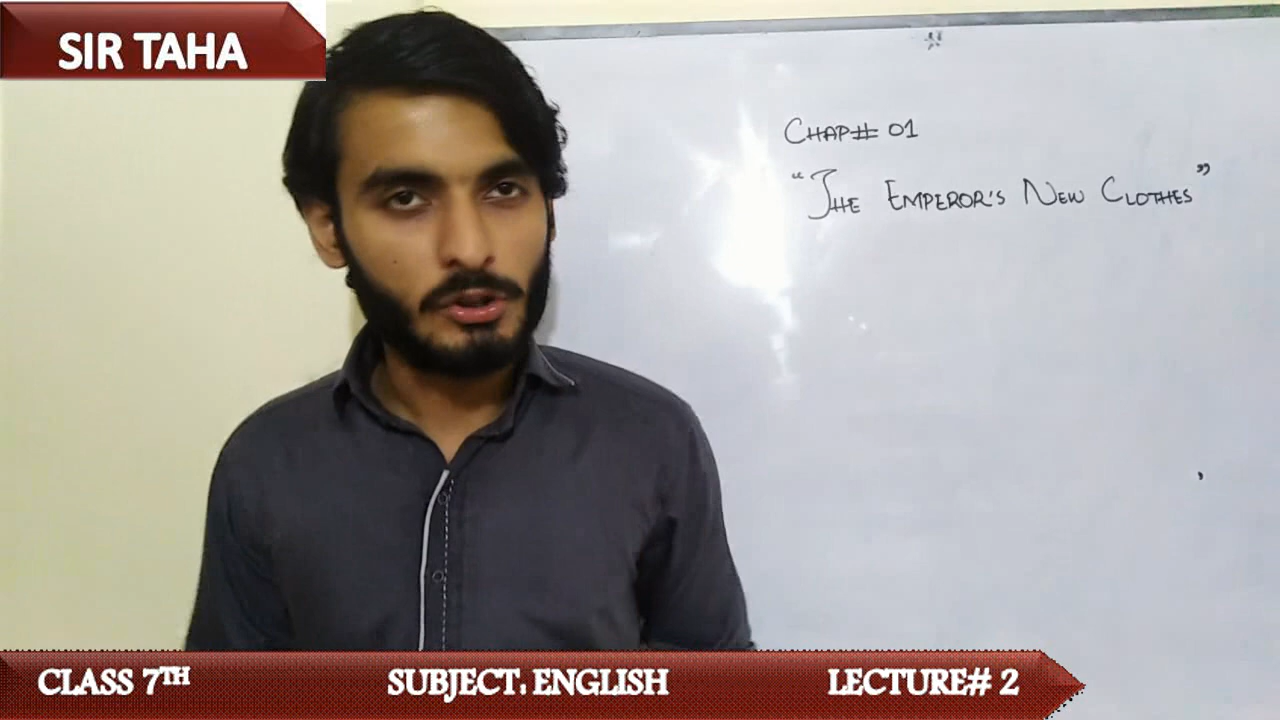 SIR TAHA
CHAP# 01
"THE EMPEROR'S NEW CLOTHES"
CLASS 7TH SUBJECT: ENGLISH LECTURE# 2